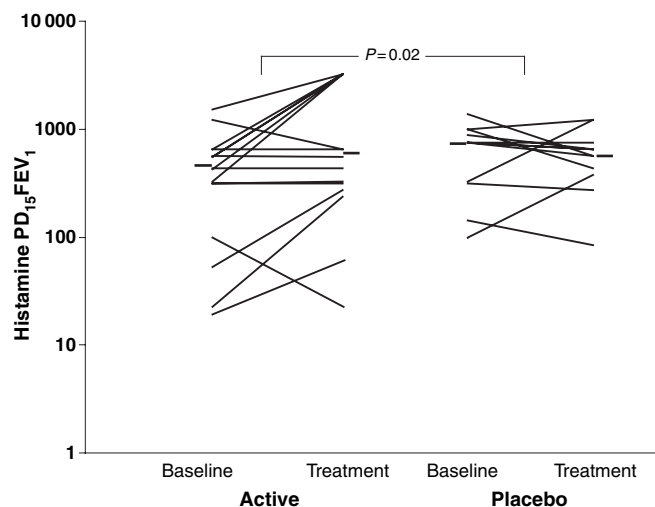 10 000
P=0.02
1000
100
10
1
Histamine PD₁₅FEV₁
Baseline Treatment Baseline Treatment
Active Placebo